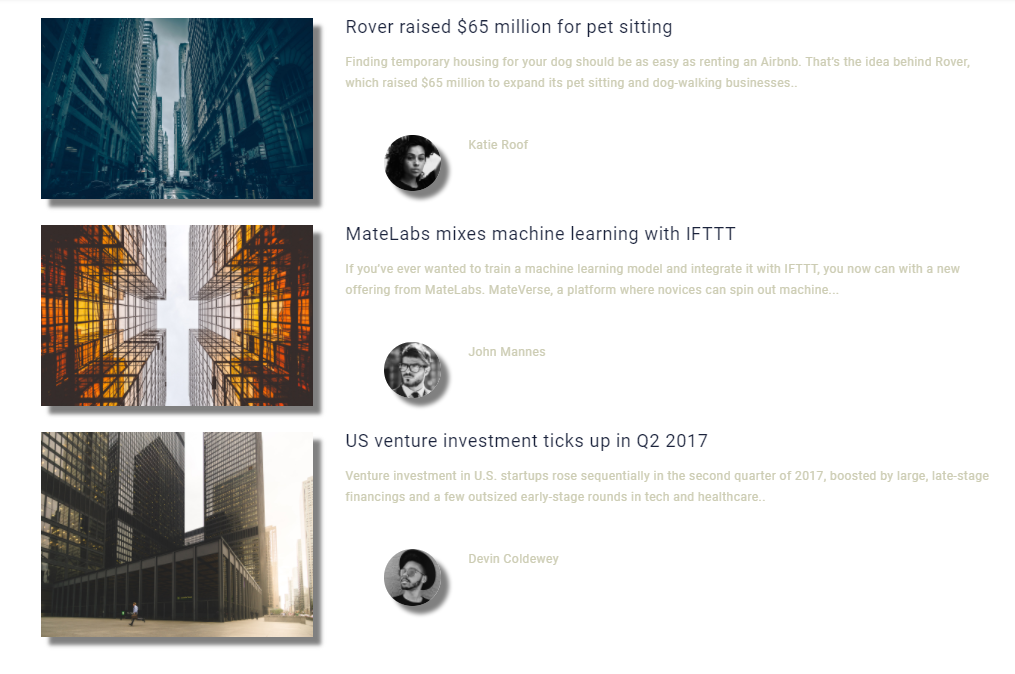 Rover raised $65 million for pet sitting
Finding temporary housing for your dog should be as easy as renting an Airbnb. That's the idea behind Rover,
which raised $65 million to expand its pet sitting and dog-walking businesses..
Katie Roof
MateLabs mixes machine learning with IFTTT
If you've ever wanted to train a machine learning model and integrate it with IFTTT, you now can with a new
offering from MateLabs. MateVerse, a platform where novices can spin out machine...
John Mannes
US venture investment ticks up in Q2 2017
Venture investment in U.S. startups rose sequentially in the second quarter of 2017, boosted by large, late-stage
financings and a few outsized early-stage rounds in tech and healthcare..
Devin Coldewey